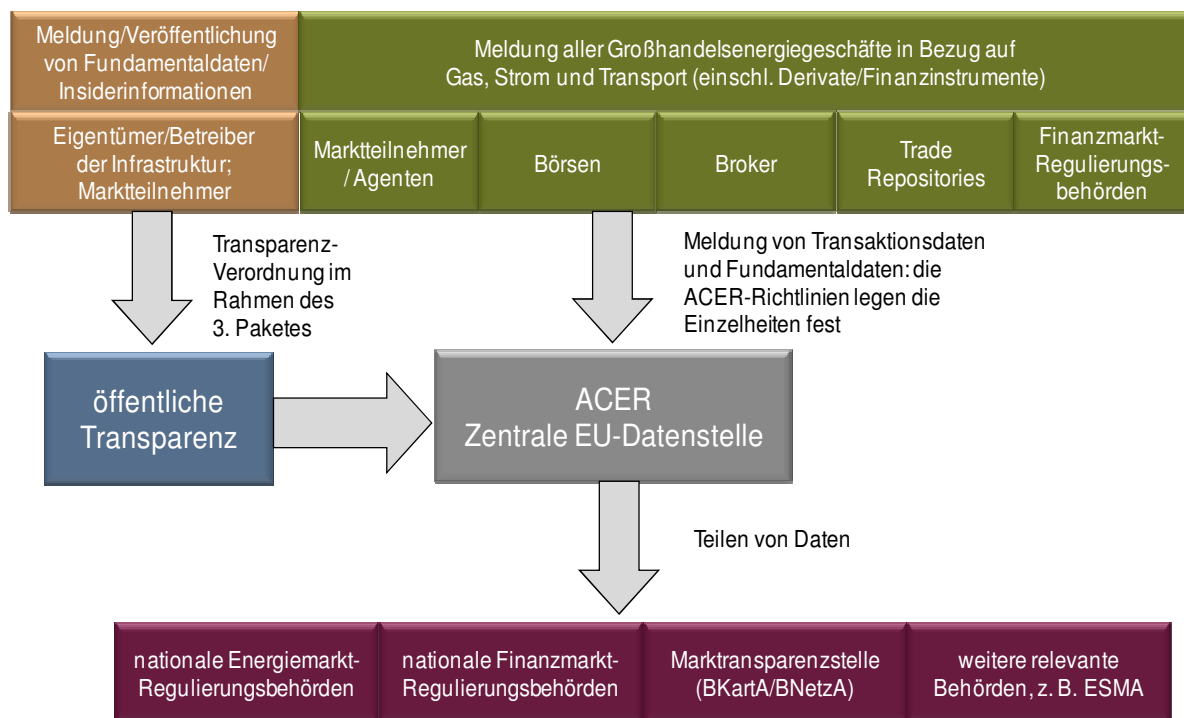 Meldung/Veröffentlichung
von Fundamentaldaten/
Insiderinformationen
Meldung aller Großhandelsenergiegeschäfte in Bezug auf
Gas, Strom und Transport (einschl. Derivate/Finanzinstrumente)
Eigentümer/Betreiber
der Infrastruktur;
Marktteilnehmer
Marktteilnehmer
/ Agenten
Börsen
Broker
Trade
Repositories
Finanzmarkt-
Regulierungs-
behörden
Transparenz-
Verordnung im
Rahmen des
3. Paketes
Meldung von Transaktionsdaten
und Fundamentaldaten: die
ACER-Richtlinien legen die
Einzelheiten fest
öffentliche
Transparenz
ACER
Zentrale EU-Datenstelle
Teilen von Daten
nationale Energiemarkt-
Regulierungsbehörden
nationale Finanzmarkt-
Regulierungsbehörden
Marktransparenzstelle
(BKartA/BNetzA)
weitere relevante
Behörden, z. B. ESMA